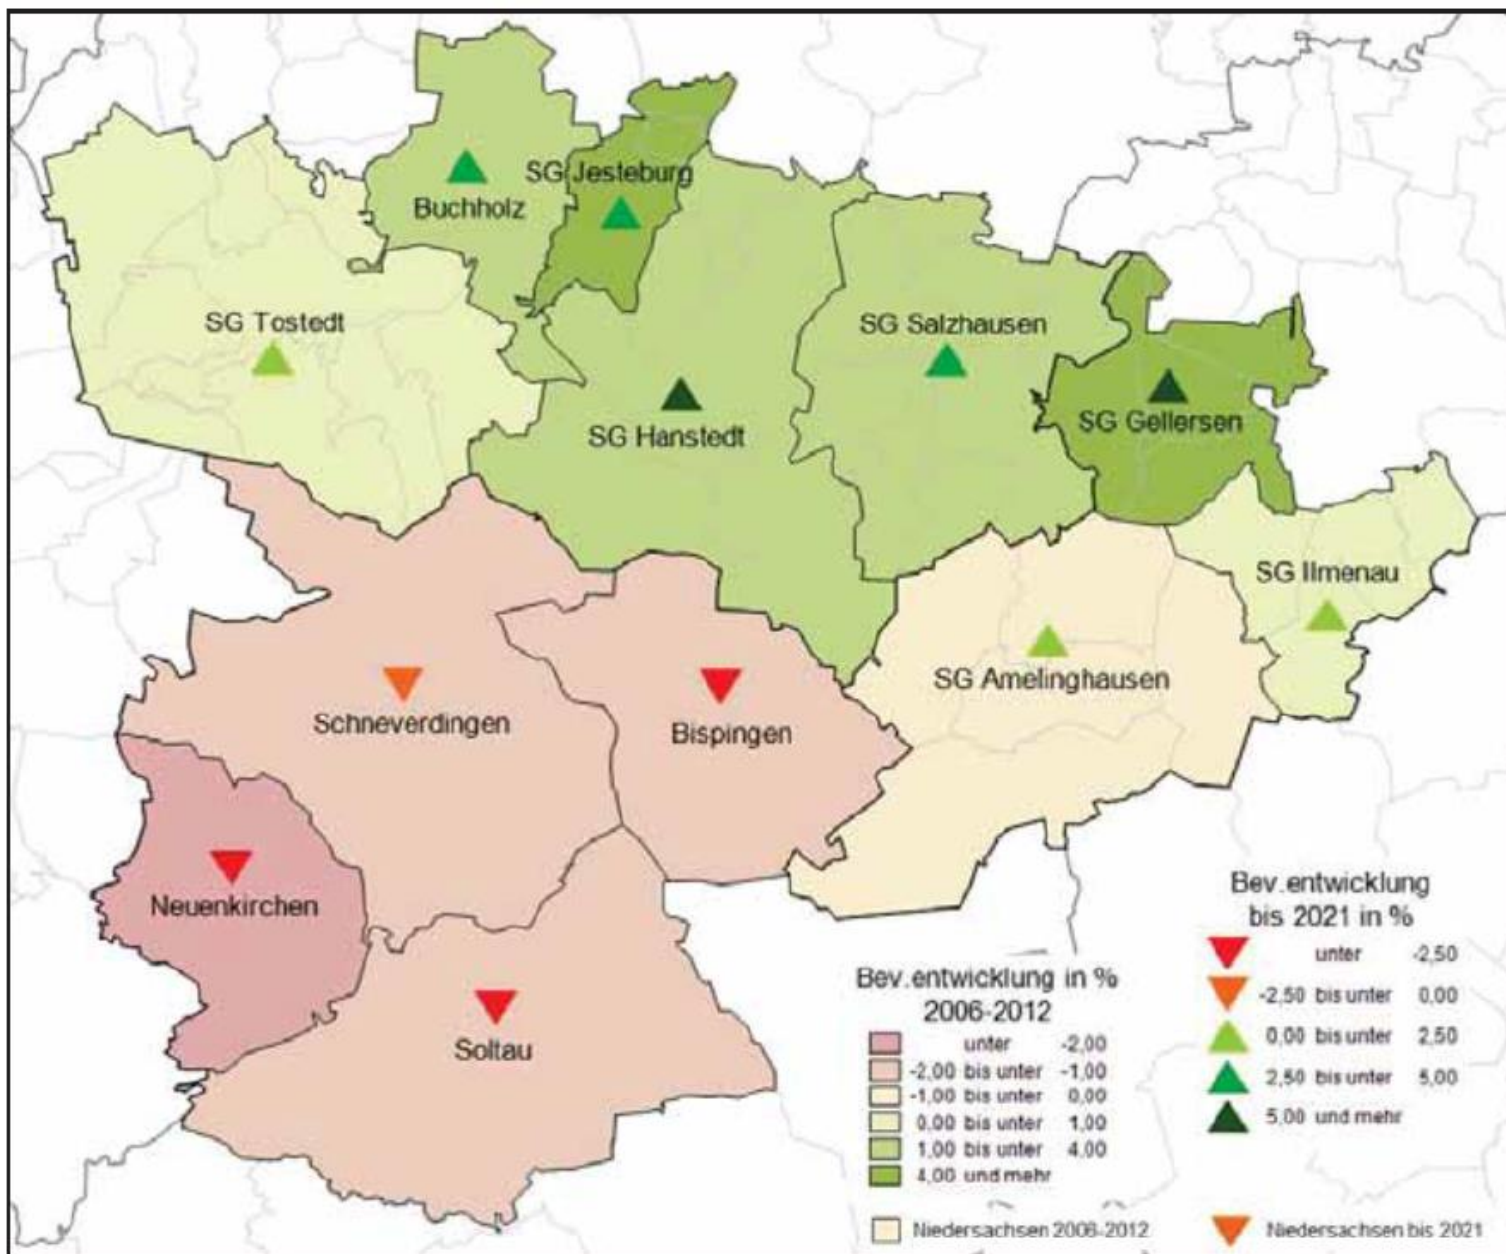 SG Jesteburg
Buchholz
SG Tostedt
SG Salzhausen
SG Hanstedt
SG Gellersen
SG Ilmenau
SG Amelinghausen
Schneverdingen
Bispingen
Neuenkirchen
Soltau
Bev.entwicklung in %
2006-2012
unter -2,00
-2,00 bis unter -1,00
-1,00 bis unter 0,00
0,00 bis unter 1,00
1,00 bis unter 4,00
4,00 und mehr
Niedersachsen 2006-2012
Bev.entwicklung
bis 2021 in %
unter -2,50
-2,50 bis unter 0,00
0,00 bis unter 2,50
2,50 bis unter 5,00
5,00 und mehr
Niedersachsen bis 2021